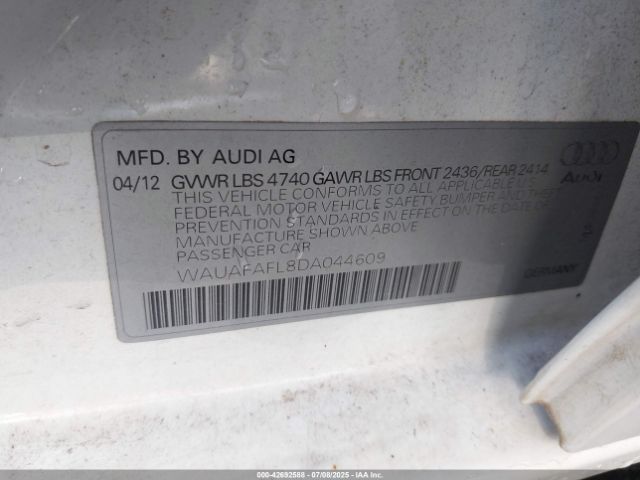 MFD. BY AUDI AG
04/12 GVWR LBS 4740 GAWR LBS FRONT 2436/REAR 2414
THIS VEHICLE CONFORMS TO ALL APPLICABLE U.S.
FEDERAL MOTOR VEHICLE SAFETY BUMPER AND THEFT
PREVENTION STANDARDS IN EFFECT ON THE DATE OF
MANUFACTURE SHOWN ABOVE
PASSENGER CAR
WAUAFAFL8DA044609
Audi
GERMANY
000-42692588 - 07/08/2025 - IAAI.COM